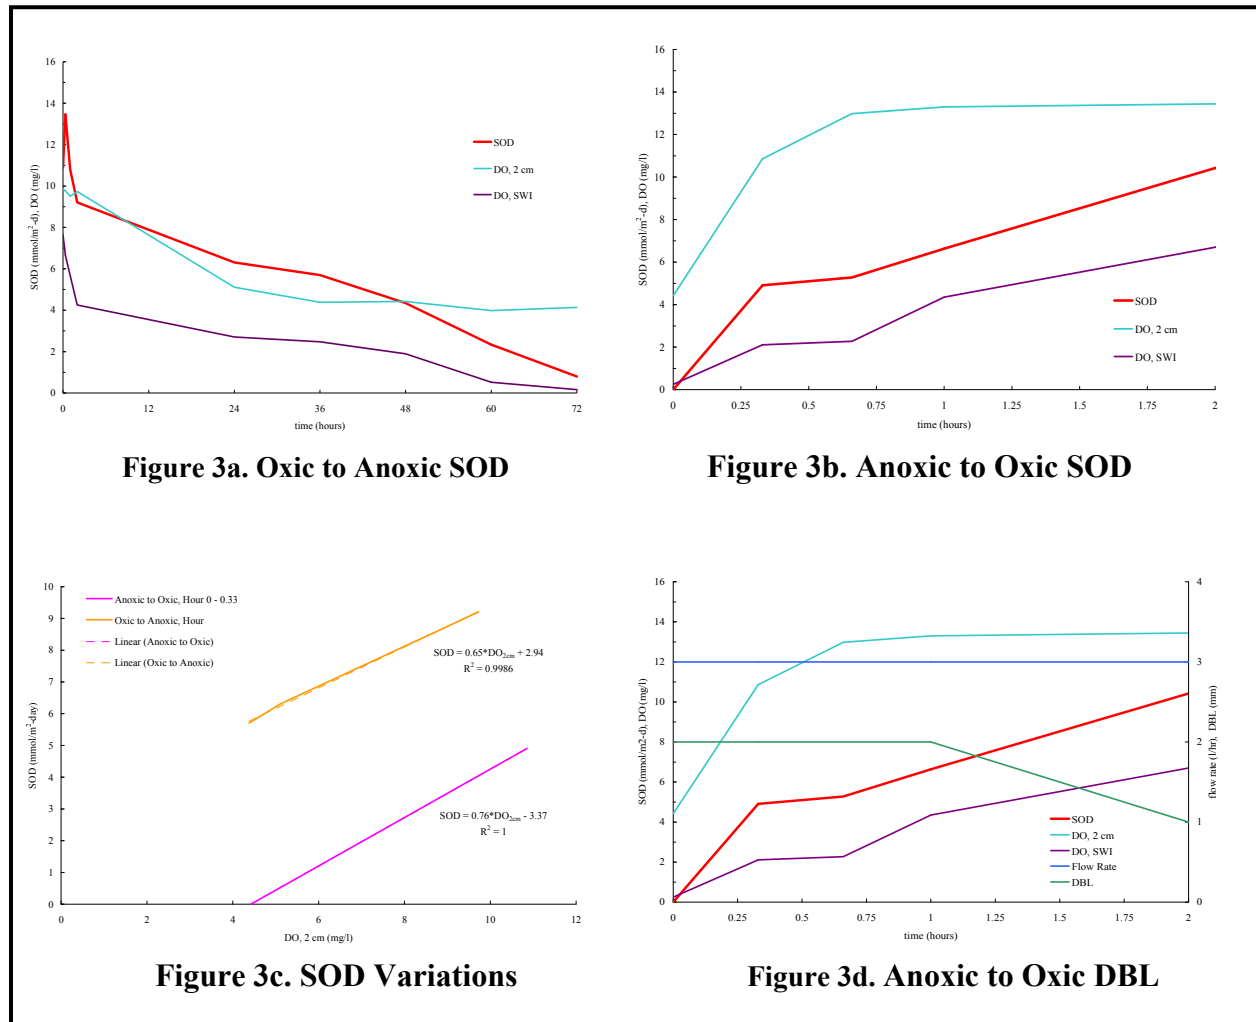 16
14
12
10
8
6
4
2
0
SOD (mmol/m²-d), DO (mg/l)
SOD
DO, 2 cm
DO, SWI
0 12 24 36 48 60 72
time (hours)
Figure 3a. Oxic to Anoxic SOD
16
14
12
10
8
6
4
2
0
SOD (mmol/m²-d), DO (mg/l)
SOD
DO, 2 cm
DO, SWI
0 0.25 0.5 0.75 1 1.25 1.5 1.75 2
time (hours)
Figure 3b. Anoxic to Oxic SOD
10
9
8
7
6
5
4
3
2
1
0
SOD (mmol/m²-day)
Anoxic to Oxic, Hour 0 - 0.33
Oxic to Anoxic, Hour
Linear (Anoxic to Oxic)
Linear (Oxic to Anoxic)
SOD = 0.65*DO₂cm + 2.94
R² = 0.9986
SOD = 0.76*DO₂cm - 3.37
R² = 1
0 2 4 6 8 10 12
DO, 2 cm (mg/l)
Figure 3c. SOD Variations
16
14
12
10
8
6
4
2
0
SOD (mmol/m2-d), DO (mg/l)
4
3
2
1
0
flow rate (l/hr), DBL (mm)
SOD
DO, 2 cm
DO, SWI
Flow Rate
DBL
0 0.25 0.5 0.75 1 1.25 1.5 1.75 2
time (hours)
Figure 3d. Anoxic to Oxic DBL